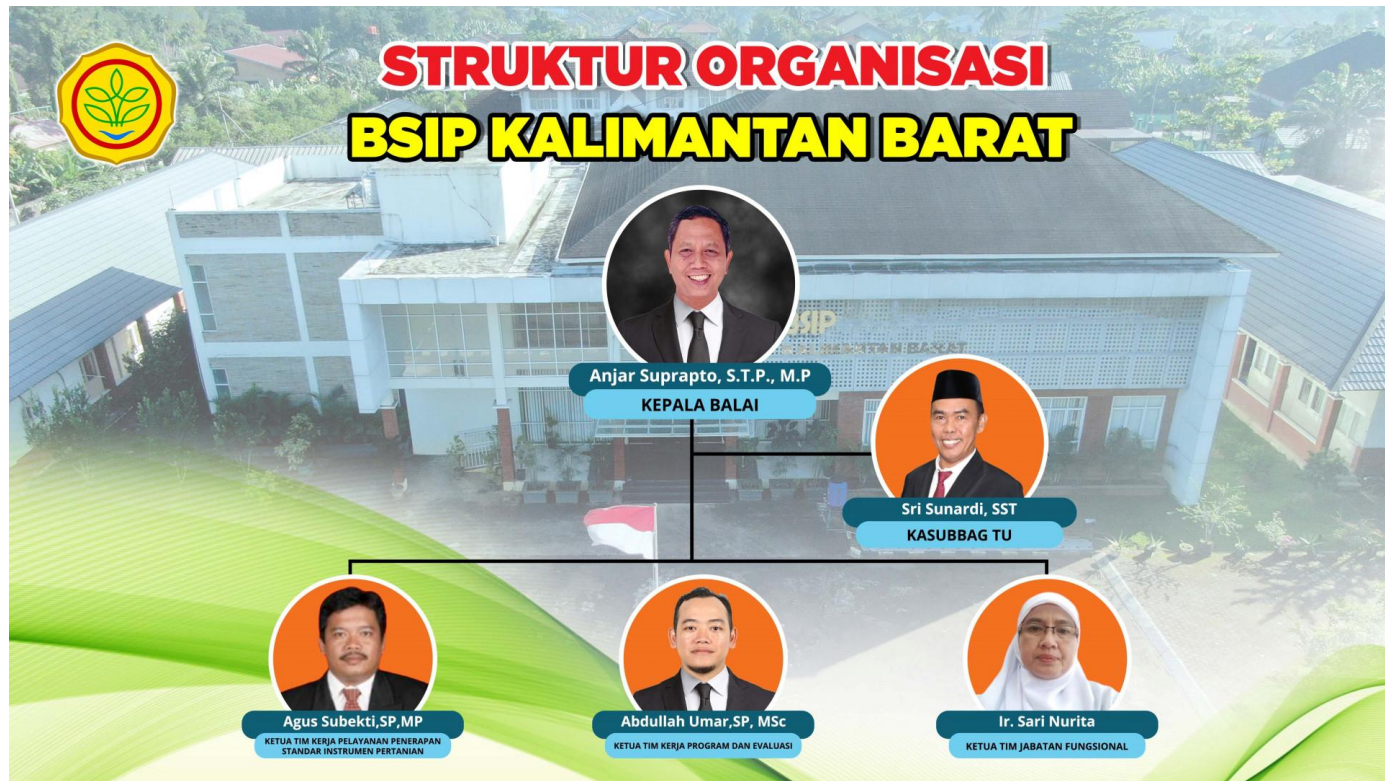 STRUKTUR ORGANISASI
BSIP KALIMANTAN BARAT
BSIP
Anjar Suprapto, S.T.P., M.P
KEPALA BALAI
Sri Sunardi, SST
KASUBBAG TU
Agus Subekti,SP,MP
KETUA TIM KERJA PELAYANAN PENERAPAN
STANDAR INSTRUMEN PERTANIAN
Abdullah Umar,SP, MSc
KETUA TIM KERJA PROGRAM DAN EVALUASI
Ir. Sari Nurita
KETUA TIM JABATAN FUNGSIONAL